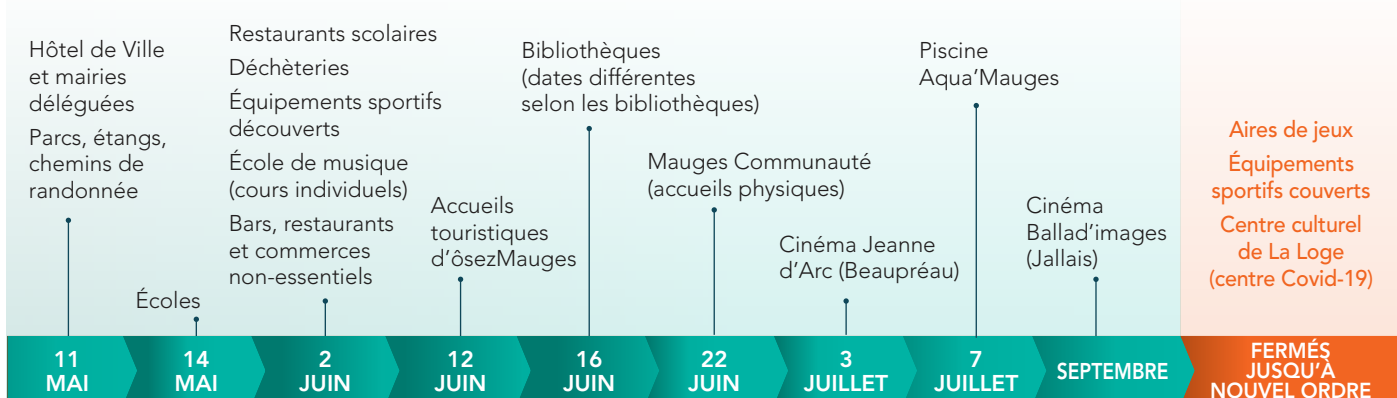 Hôtel de Ville
et mairies
déléguées
Parcs, étangs,
chemins de
randonnée
11
MAI
Écoles
14
MAI
Restaurants scolaires
Déchèteries
Équipements sportifs
découverts
École de musique
(cours individuels)
Bars, restaurants
et commerces
non-essentiels
2
JUIN
Accueils
touristiques
d'ôsezMauges
12
JUIN
Bibliothèques
(dates différentes
selon les bibliothèques)
16
JUIN
Mauges Communauté
(accueils physiques)
22
JUIN
Cinéma Jeanne
d'Arc (Beaupréau)
3
JUILLET
Piscine
Aqua'Mauges
7
JUILLET
Cinéma
Ballad'images
(Jallais)
SEPTEMBRE
Aires de jeux
Équipements
sportifs couverts
Centre culturel
de La Loge
(centre Covid-19)
FERMÉS
JUSQU'À
NOUVEL ORDRE